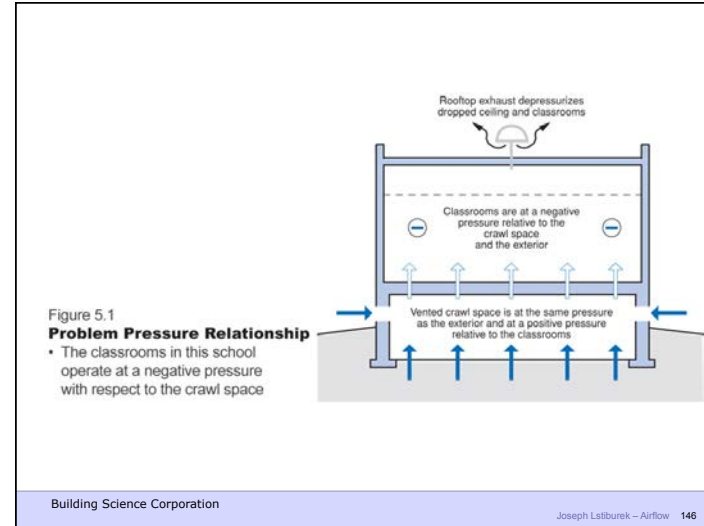 Rooftop exhaust depressurizes
dropped ceiling and classrooms
Classrooms are at a negative
pressure relative to the
crawl space
and the exterior
Vented crawl space is at the same pressure
as the exterior and at a positive pressure
relative to the classrooms
Figure 5.1
Problem Pressure Relationship
• The classrooms in this school
operate at a negative pressure
with respect to the crawl space
Building Science Corporation
Joseph Lstiburek – Airflow 146